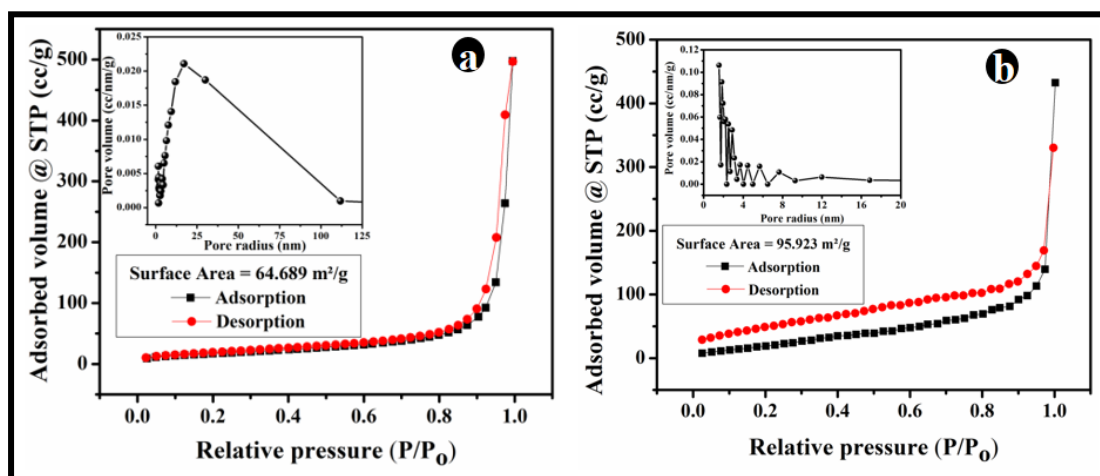 a
Adsorbed volume @ STP (cc/g)
500
400
300
200
100
0
0.0 0.2 0.4 0.6 0.8 1.0
Relative pressure (P/Po)
Pore volume (cc/nm/g)
0.025
0.020
0.015
0.010
0.005
0.000
0 25 50 75 100 125
Pore radius (nm)
Surface Area = 64.689 m²/g
Adsorption
Desorption
b
Adsorbed volume @ STP (cc/g)
500
400
300
200
100
0
0.0 0.2 0.4 0.6 0.8 1.0
Relative pressure (P/Po)
Pore volume (cc/nm/g)
0.12
0.10
0.08
0.06
0.04
0.02
0.00
0 4 8 12 16 20
Pore radius (nm)
Surface Area = 95.923 m²/g
Adsorption
Desorption